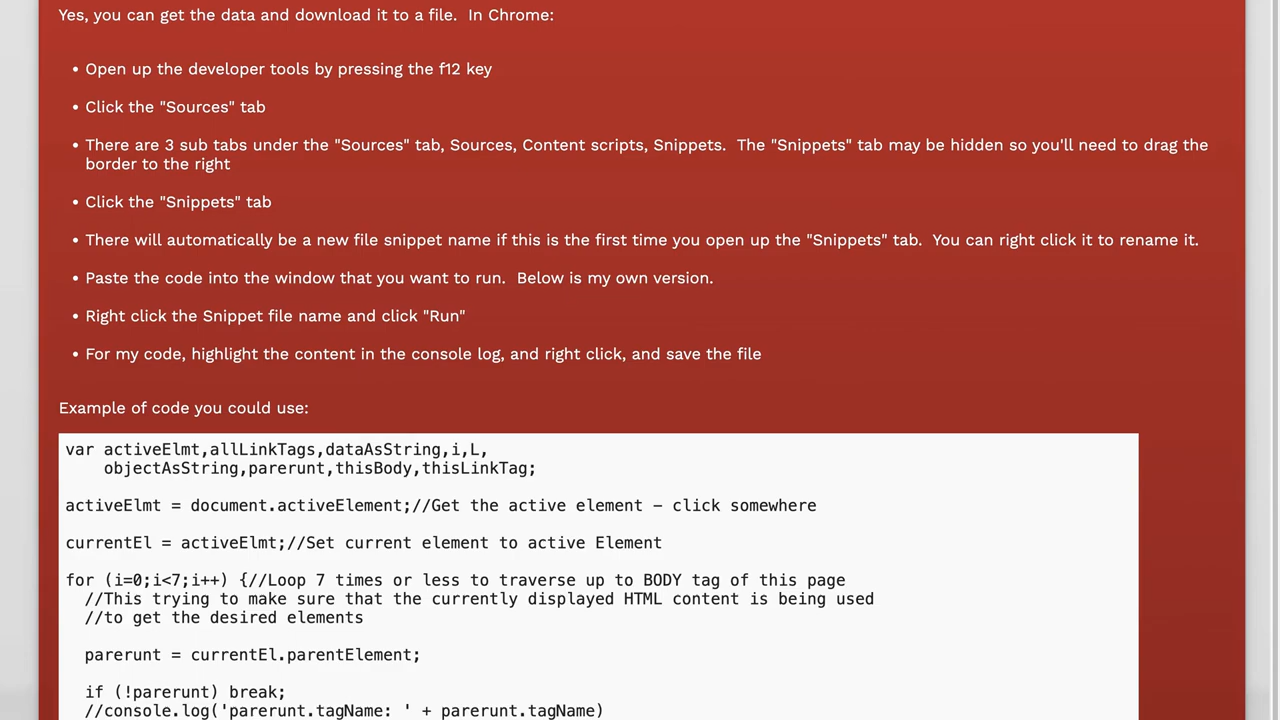 Yes, you can get the data and download it to a file.  In Chrome:
• Open up the developer tools by pressing the f12 key
• Click the "Sources" tab
• There are 3 sub tabs under the "Sources" tab, Sources, Content scripts, Snippets.  The "Snippets" tab may be hidden so you'll need to drag the
border to the right
• Click the "Snippets" tab
• There will automatically be a new file snippet name if this is the first time you open up the "Snippets" tab.  You can right click it to rename it.
• Paste the code into the window that you want to run.  Below is my own version.
• Right click the Snippet file name and click "Run"
• For my code, highlight the content in the console log, and right click, and save the file
Example of code you could use:
var activeElmt,allLinkTags,dataAsString,i,L,
    objectAsString,parerunt,thisBody,thisLinkTag;
activeElmt = document.activeElement;//Get the active element – click somewhere
currentEl = activeElmt;//Set current element to active Element
for (i=0;i<7;i++) {//Loop 7 times or less to traverse up to BODY tag of this page
  //This trying to make sure that the currently displayed HTML content is being used
  //to get the desired elements
  parerunt = currentEl.parentElement;
  if (!parerunt) break;
  //console.log('parerunt.tagName: ' + parerunt.tagName)